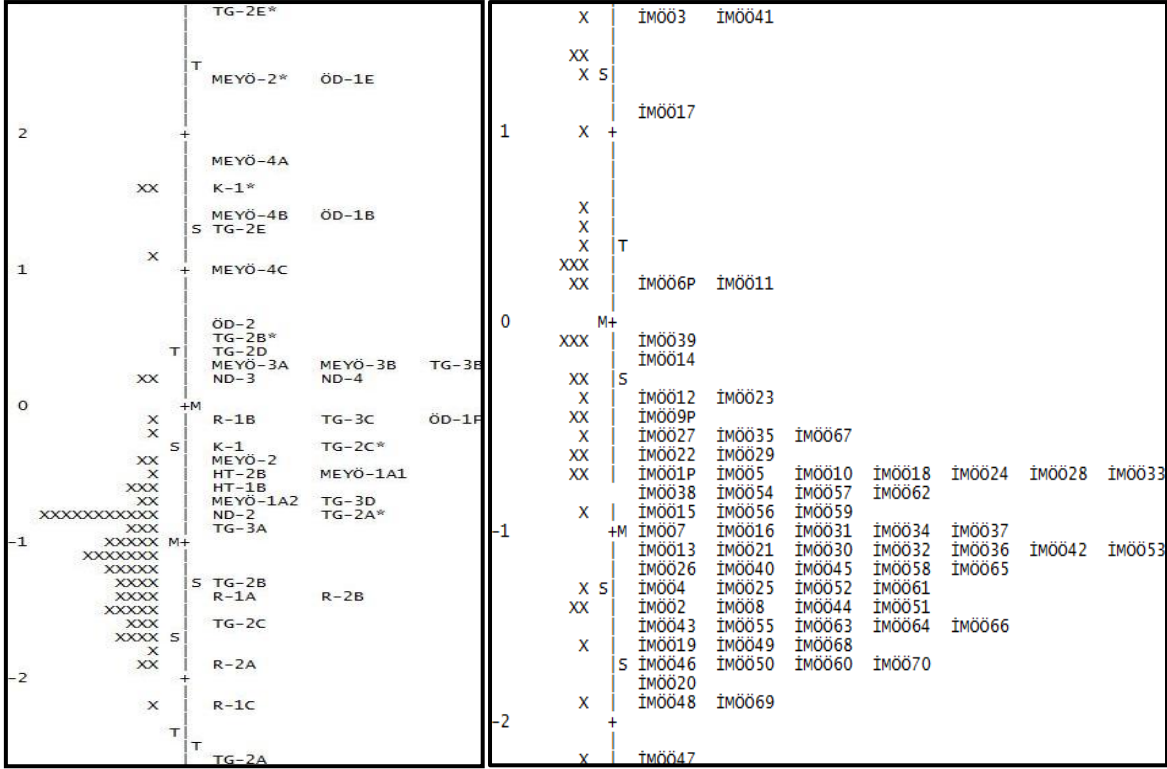 TG-2E*
T
MEYÖ-2* ÖD-1E
2 +
MEYÖ-4A
XX K-1*
MEYÖ-4B ÖD-1B
S TG-2E
X
1 + MEYÖ-4C
ÖD-2
TG-2B*
T TG-2D
MEYÖ-3A MEYÖ-3B TG-3B
XX ND-3 ND-4
0 +M
X R-1B TG-3C ÖD-1F
X
S K-1 TG-2C*
XX MEYÖ-2
X HT-2B MEYÖ-1A1
XXX HT-1B
XX MEYÖ-1A2 TG-3D
XXXXXXXXXXX ND-2 TG-2A*
XXX TG-3A
-1 XXXXX M+
XXXXXXX
XXXXX
XXXX S TG-2B
XXXX R-1A R-2B
XXXXX
XXX TG-2C
XXXX S
X
XX R-2A
-2 +
X R-1C
T
T
TG-2A
X İMÖÖ3 İMÖÖ41
XX
X S
İMÖÖ17
1 X +
X
X
X T
XXX
XX İMÖÖ6P İMÖÖ11
0 M+
XXX İMÖÖ39
İMÖÖ14
XX S
X İMÖÖ12 İMÖÖ23
XX İMÖÖ9P
X İMÖÖ27 İMÖÖ35 İMÖÖ67
XX İMÖÖ22 İMÖÖ29
XX İMÖÖ1P İMÖÖ5 İMÖÖ10 İMÖÖ18 İMÖÖ24 İMÖÖ28 İMÖÖ33
İMÖÖ38 İMÖÖ54 İMÖÖ57 İMÖÖ62
X İMÖÖ15 İMÖÖ56 İMÖÖ59
-1 +M İMÖÖ7 İMÖÖ16 İMÖÖ31 İMÖÖ34 İMÖÖ37
İMÖÖ13 İMÖÖ21 İMÖÖ30 İMÖÖ32 İMÖÖ36 İMÖÖ42 İMÖÖ53
İMÖÖ26 İMÖÖ40 İMÖÖ45 İMÖÖ58 İMÖÖ65
X S İMÖÖ4 İMÖÖ25 İMÖÖ52 İMÖÖ61
XX İMÖÖ2 İMÖÖ8 İMÖÖ44 İMÖÖ51
İMÖÖ43 İMÖÖ55 İMÖÖ63 İMÖÖ64 İMÖÖ66
X İMÖÖ19 İMÖÖ49 İMÖÖ68
S İMÖÖ46 İMÖÖ50 İMÖÖ60 İMÖÖ70
İMÖÖ20
X İMÖÖ48 İMÖÖ69
-2 +
X İMÖÖ47